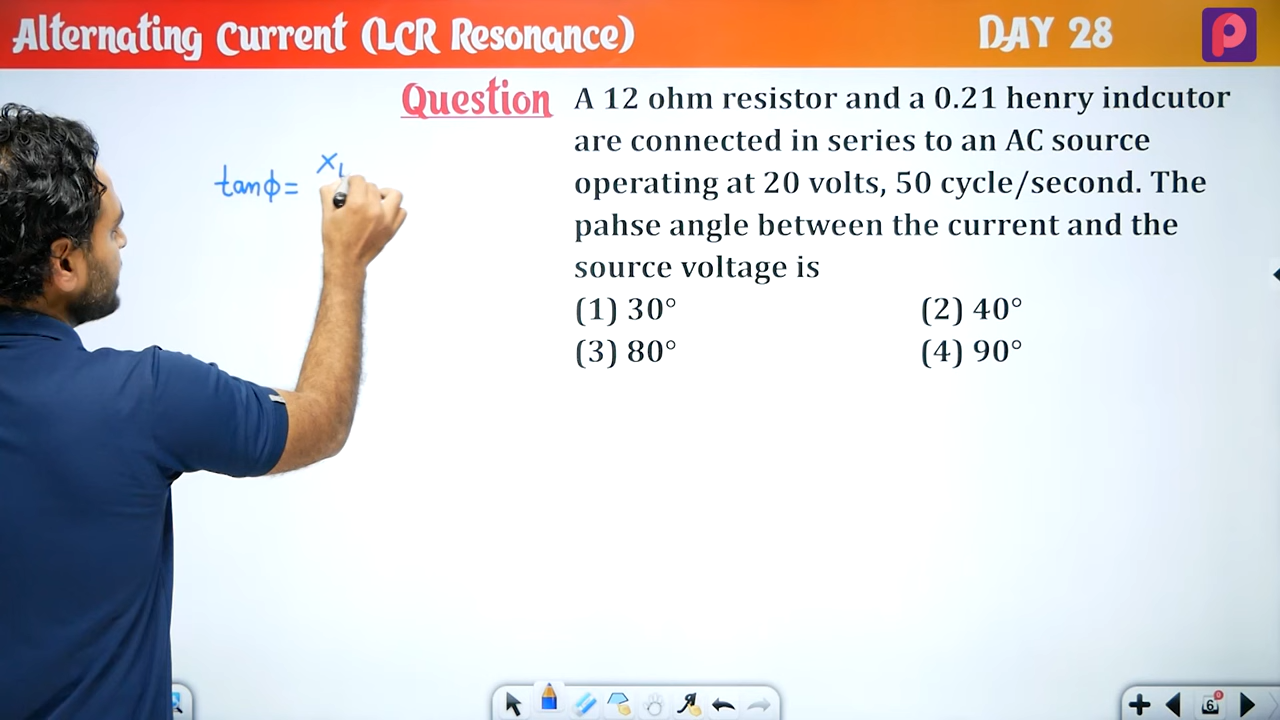 Alternating Current (LCR Resonance)
DAY 28
Question
A 12 ohm resistor and a 0.21 henry indcutor
are connected in series to an AC source
operating at 20 volts, 50 cycle/second. The
pahse angle between the current and the
source voltage is
(1) 30°
(2) 40°
(3) 80°
(4) 90°
tanϕ=
XL
6